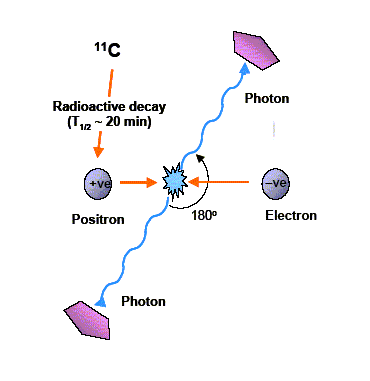 ¹¹C
Radioactive decay
(T₁/₂ ~ 20 min)
Photon
+ve
–ve
Positron
180º
Electron
Photon